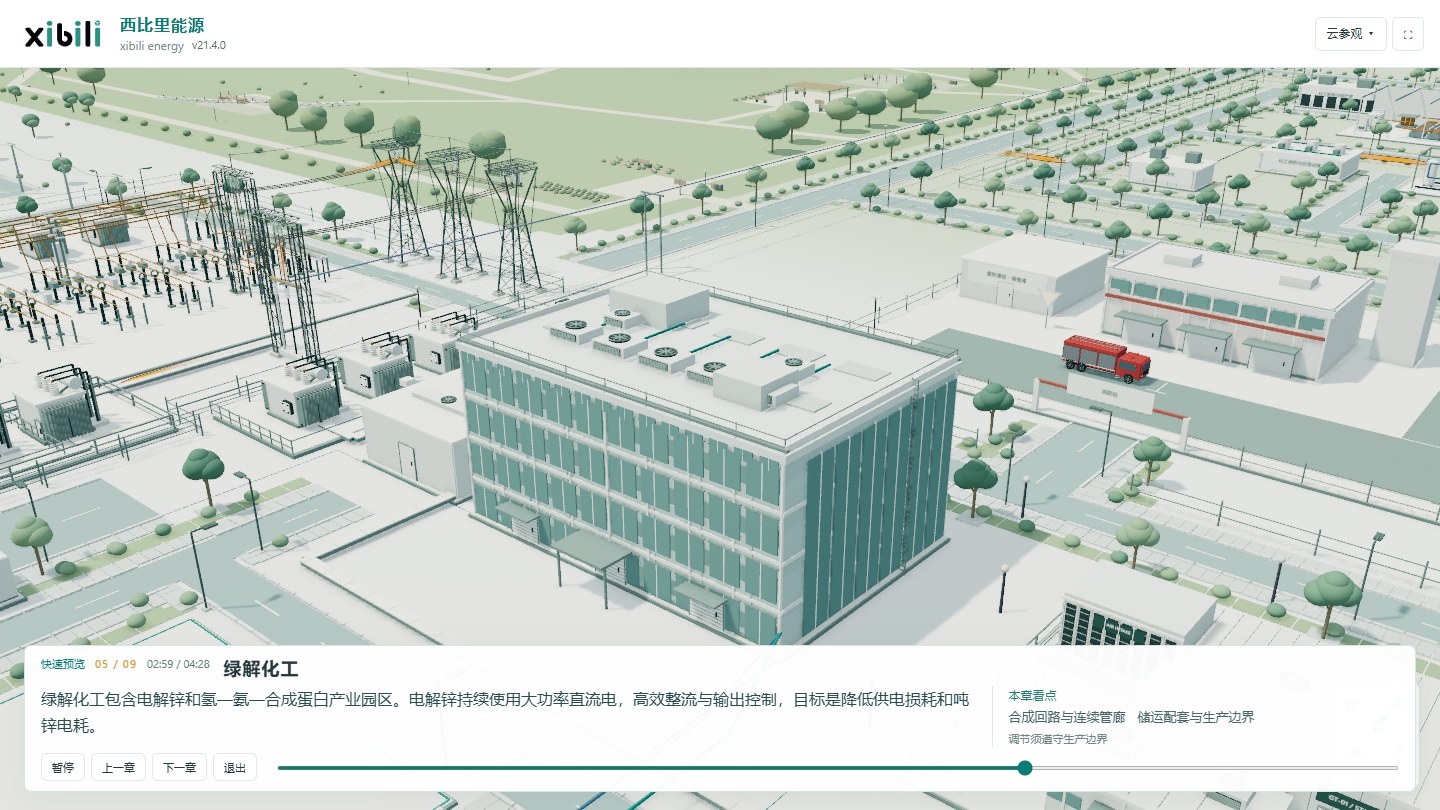 xibili
西比里能源
xibili energy v21.4.0
云参观
快速预览 05 / 09 02:59 / 04:28 绿解化工
绿解化工包含电解锌和氢—氨—合成蛋白产业园区。电解锌持续使用大功率直流电，高效整流与输出控制，目标是降低供电损耗和吨
锌电耗。
本章看点
合成回路与连续管廊 储运配套与生产边界
调节须遵守生产边界
暂停 上一章 下一章 退出